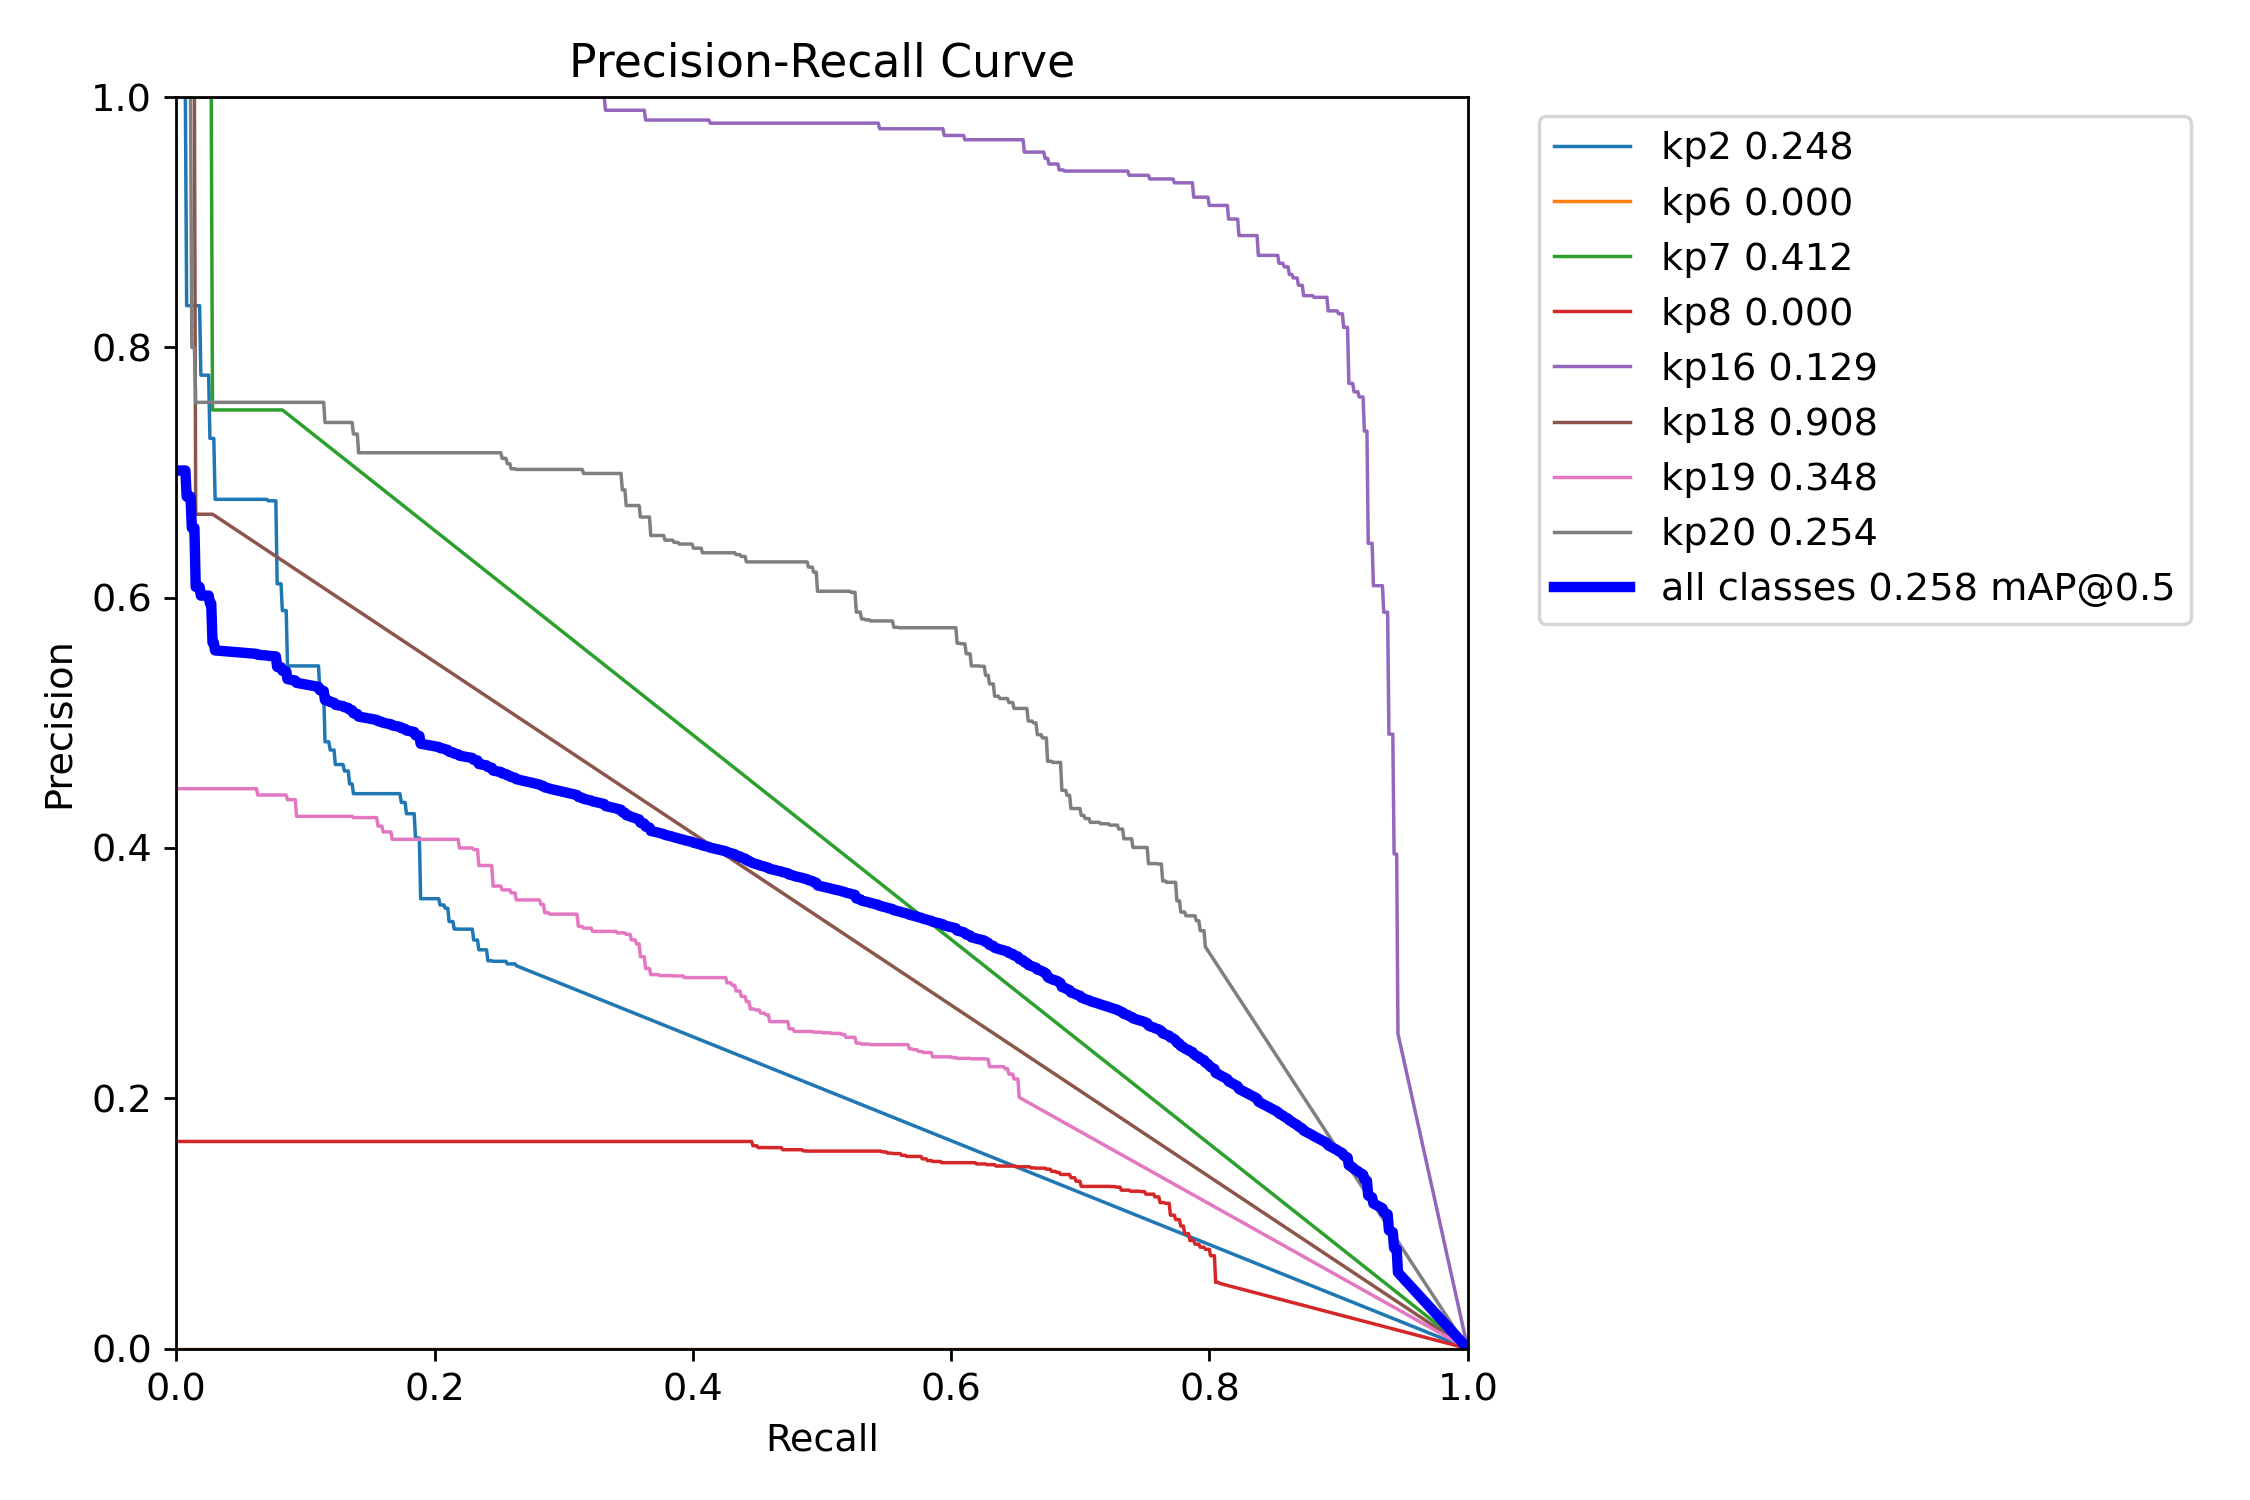 Precision-Recall Curve
1.0
0.8
0.6
0.4
0.2
0.0
Precision
0.0 0.2 0.4 0.6 0.8 1.0
Recall
kp2 0.248
kp6 0.000
kp7 0.412
kp8 0.000
kp16 0.129
kp18 0.908
kp19 0.348
kp20 0.254
all classes 0.258 mAP@0.5